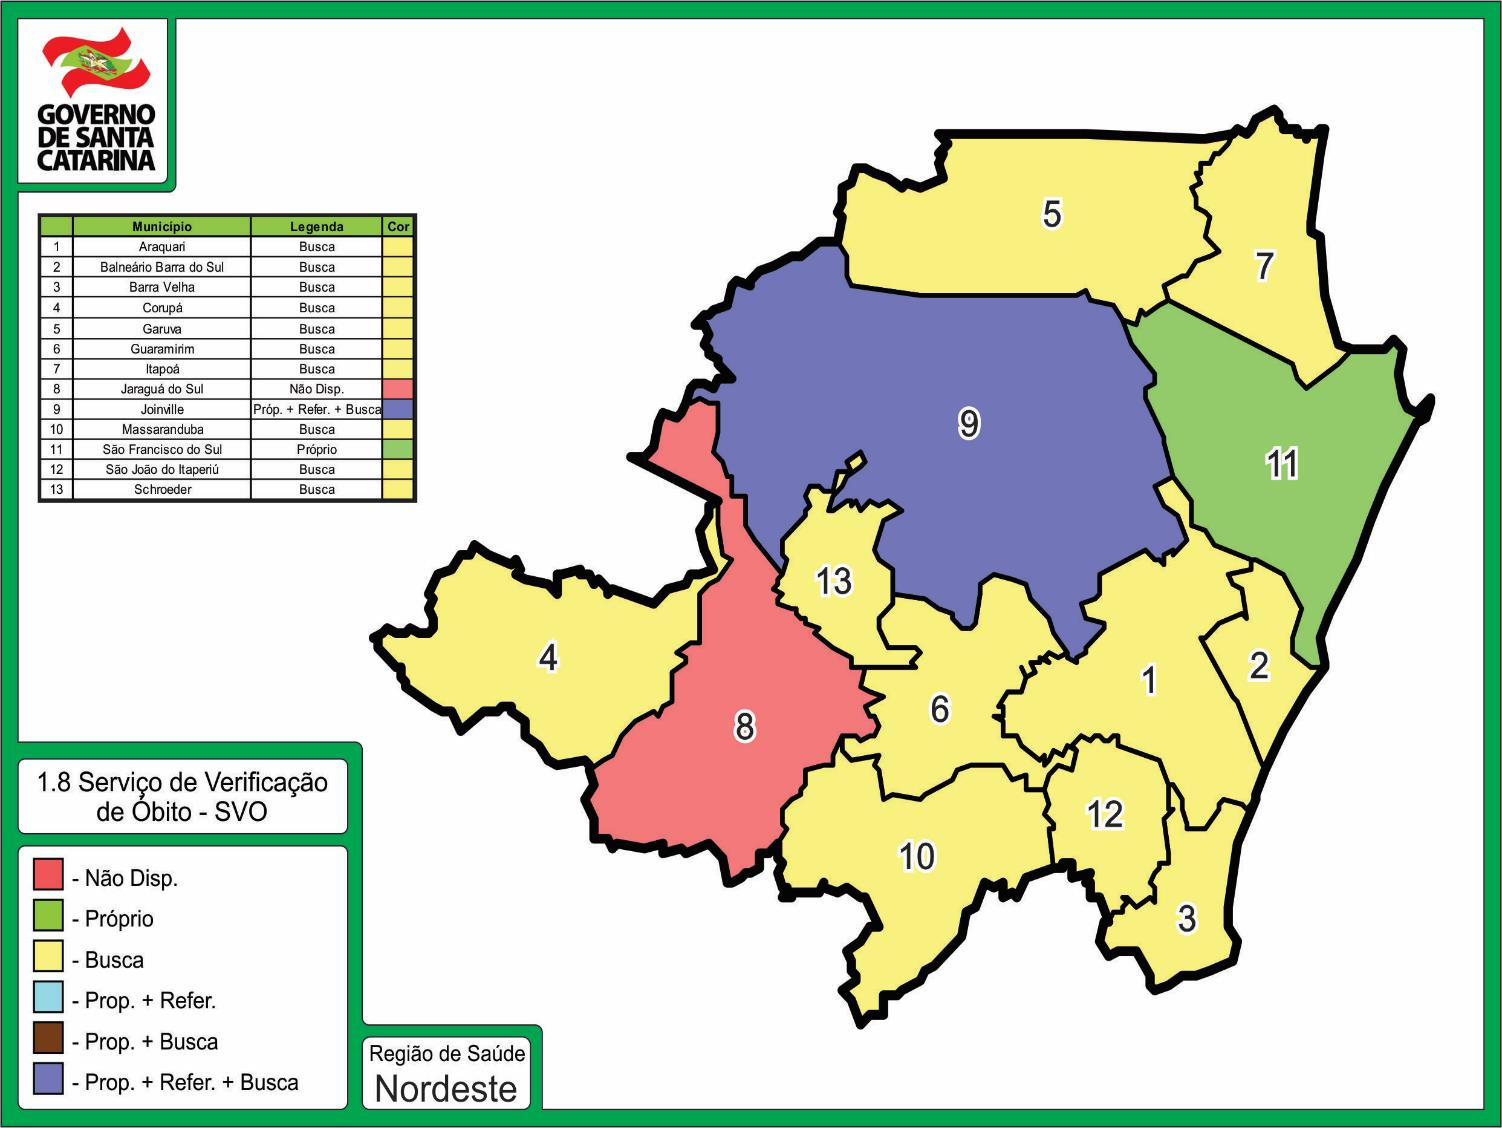 GOVERNO
DE SANTA
CATARINA
Município Legenda Cor
1 Araquari Busca
2 Balneário Barra do Sul Busca
3 Barra Velha Busca
4 Corupá Busca
5 Garuva Busca
6 Guaramirim Busca
7 Itapoá Busca
8 Jaraguá do Sul Não Disp.
9 Joinville Próp. + Refer. + Busca
10 Massaranduba Busca
11 São Francisco do Sul Próprio
12 São João do Itaperiú Busca
13 Schroeder Busca
5
7
9
11
13
4
8
6
1
2
12
10
3
1.8 Serviço de Verificação
de Óbito - SVO
- Não Disp.
- Próprio
- Busca
- Prop. + Refer.
- Prop. + Busca
- Prop. + Refer. + Busca
Região de Saúde
Nordeste